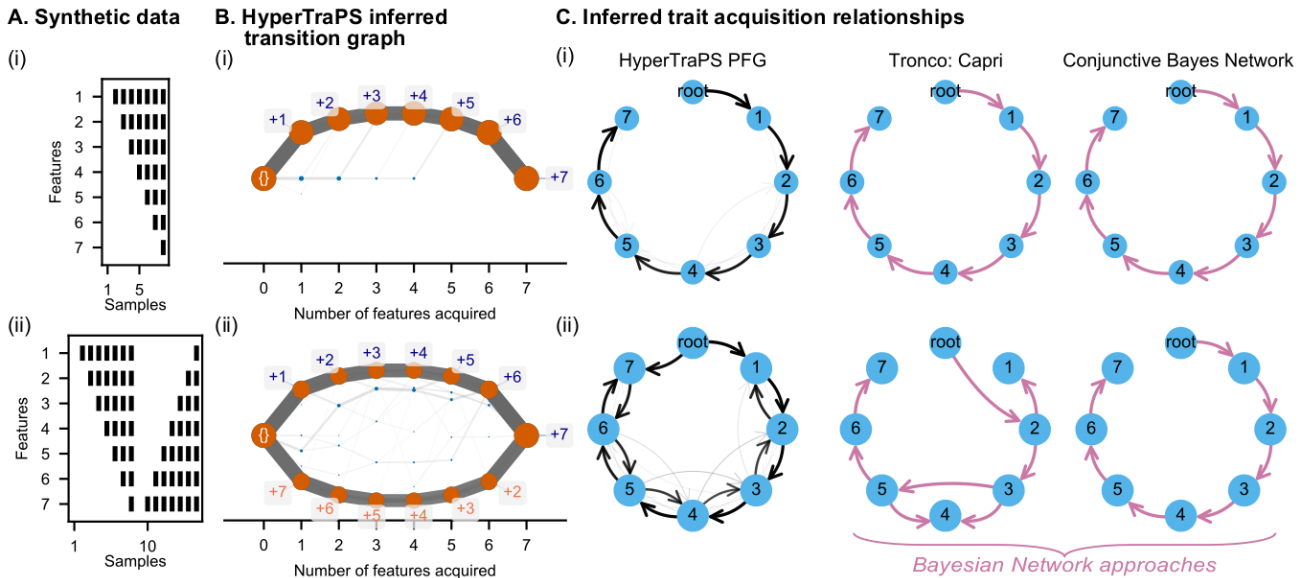 A. Synthetic data
B. HyperTraPS inferred
transition graph
C. Inferred trait acquisition relationships
(i)
1
2
3
4
5
6
7
Features
1 5
Samples
(i)
+1
+2
+3
+4
+5
+6
+7
{}
0 1 2 3 4 5 6 7
Number of features acquired
(i)
HyperTraPS PFG
root
1
2
3
4
5
6
7
Tronco: Capri
root
1
2
3
4
5
6
7
Conjunctive Bayes Network
root
1
2
3
4
5
6
7
(ii)
1
2
3
4
5
6
7
Features
1 10
Samples
(ii)
+1
+2
+3
+4
+5
+6
+7
{}
+7
+6
+5
+4
+3
+2
0 1 2 3 4 5 6 7
Number of features acquired
(ii)
root
1
2
3
4
5
6
7
root
1
2
3
4
5
6
7
root
1
2
3
4
5
6
7
Bayesian Network approaches